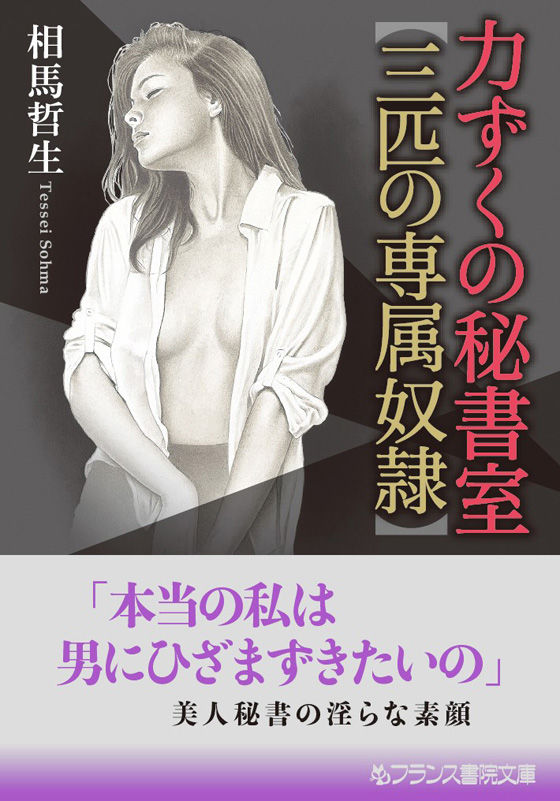 力ずくの秘書室
【三匹の専属奴隷】
相馬哲生
Tessei Sohma
「本当の私は
男にひざまずきたいの」
美人秘書の淫らな素顔
フランス書院文庫